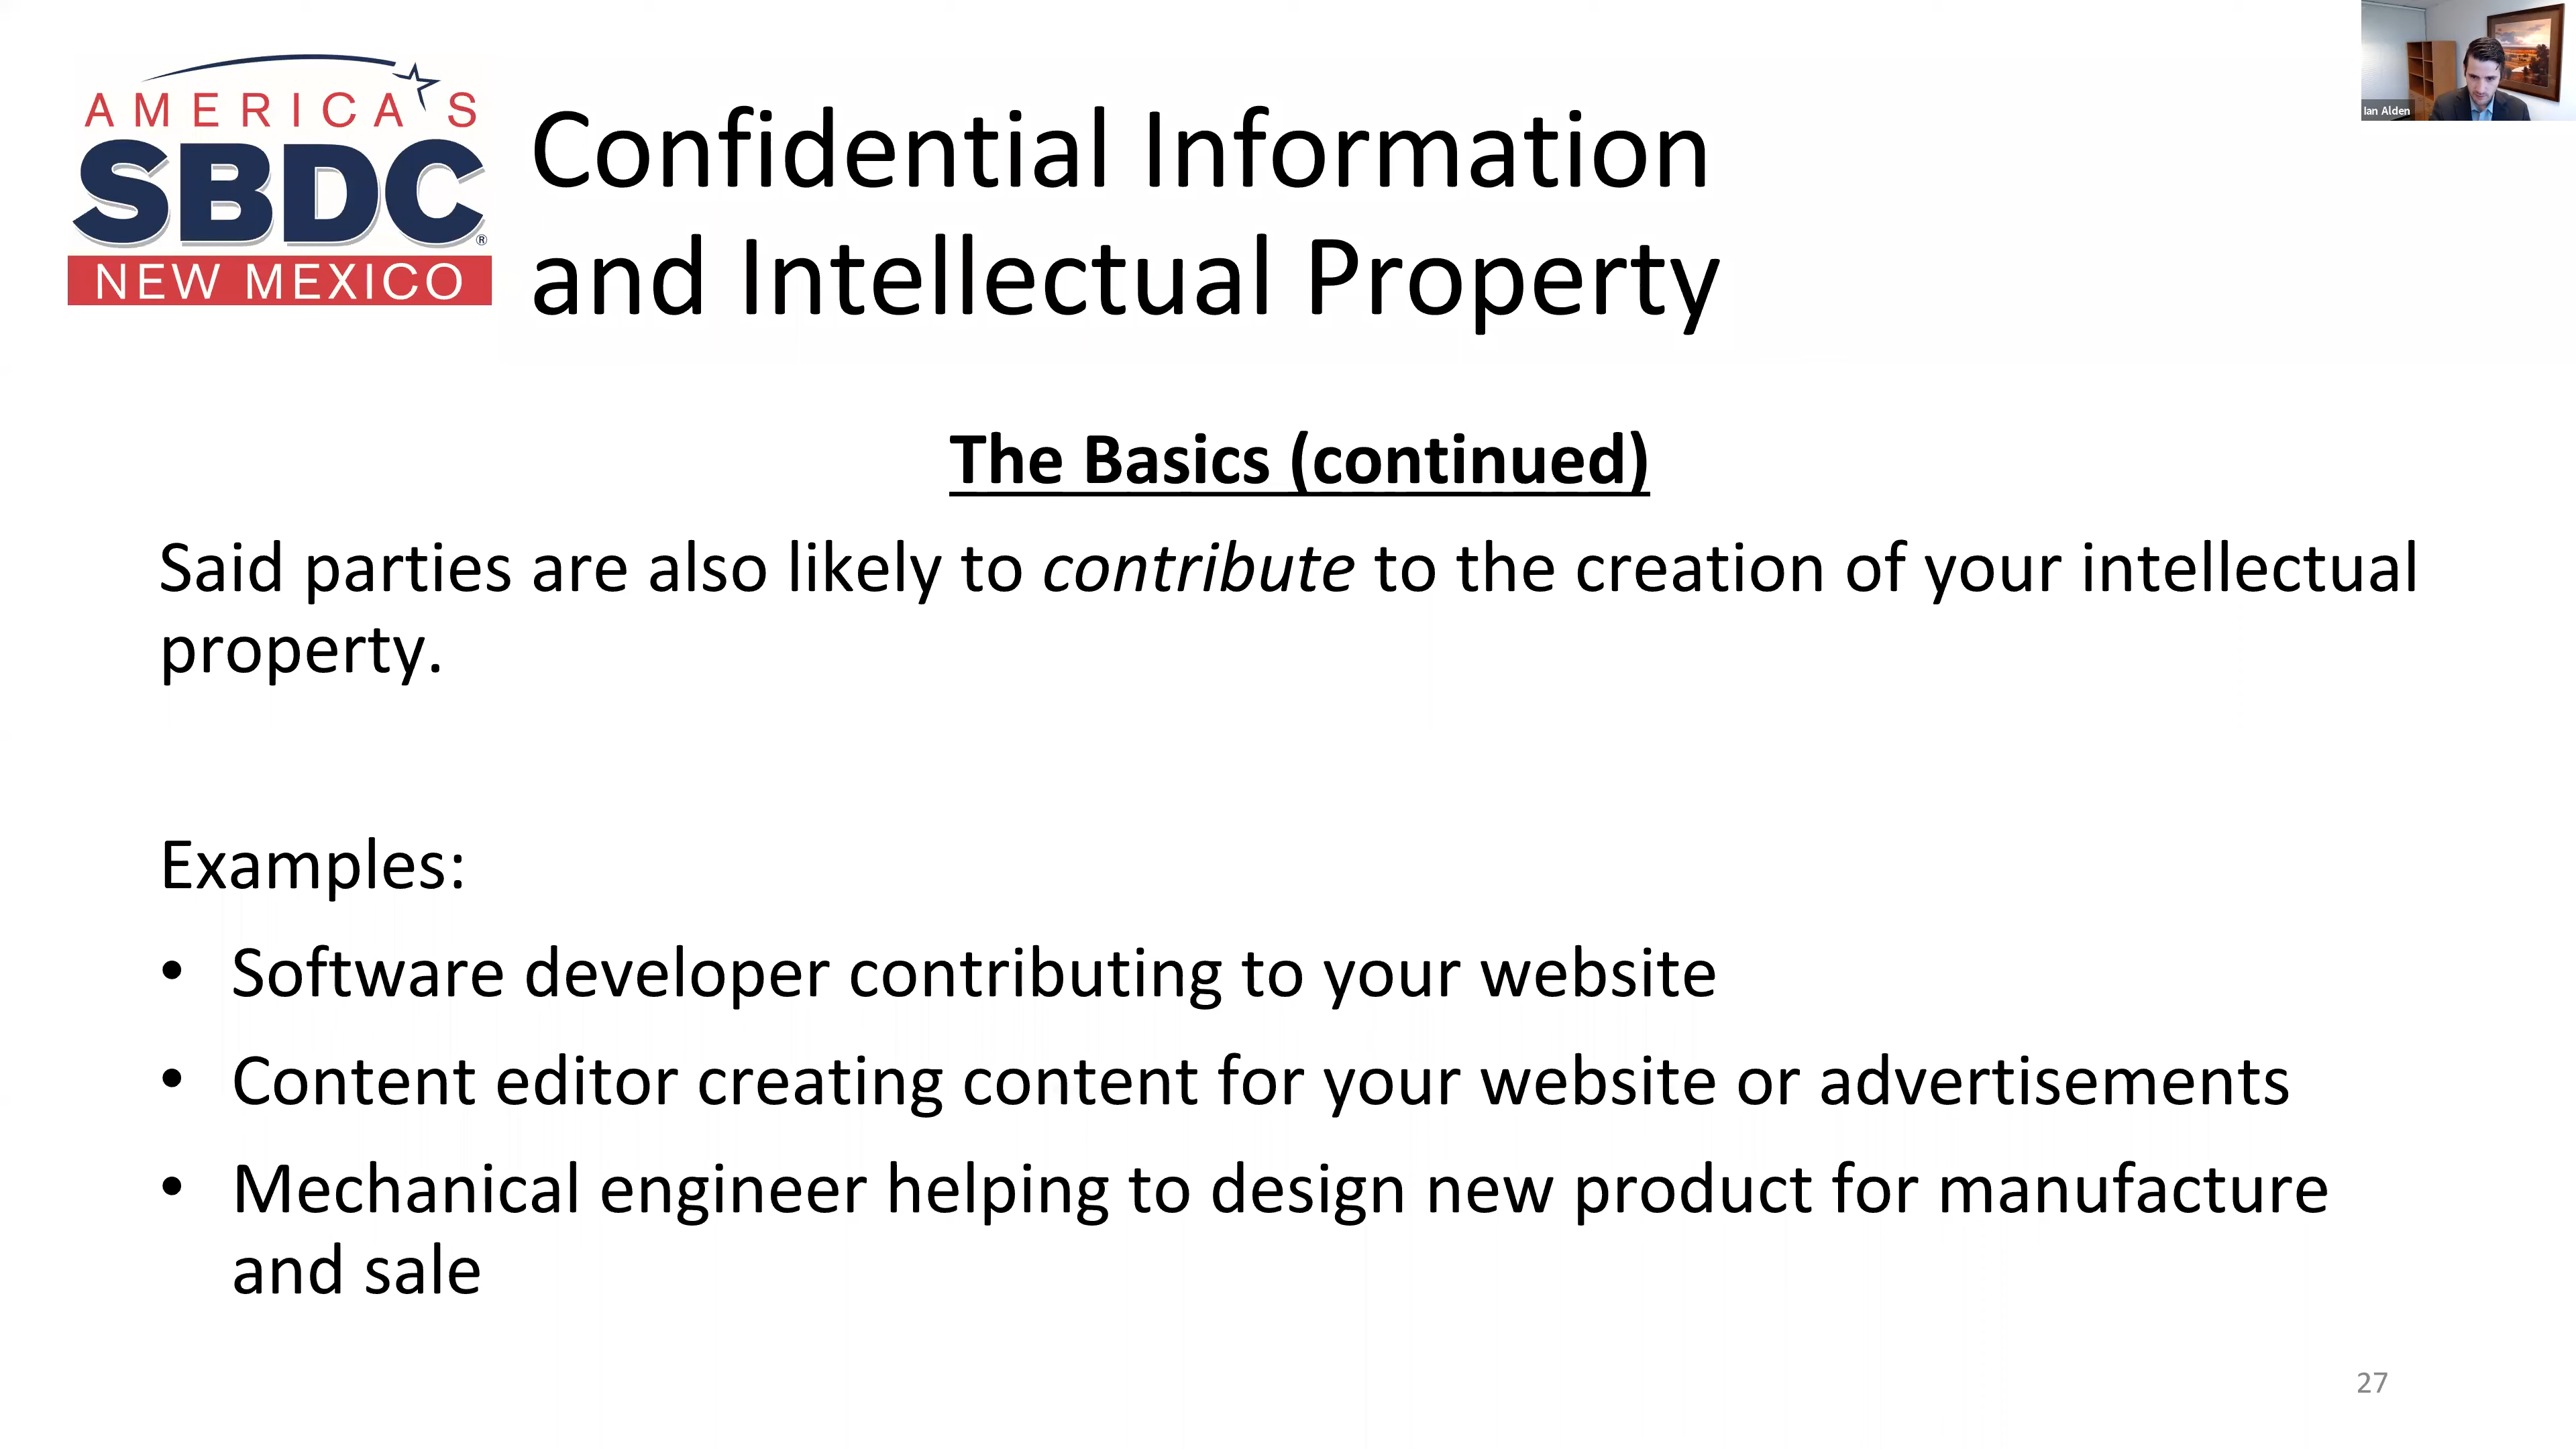 AMERICA'S
SBDC®
NEW MEXICO
Confidential Information
and Intellectual Property
Ian Alden
The Basics (continued)
Said parties are also likely to contribute to the creation of your intellectual
property.
Examples:
• Software developer contributing to your website
• Content editor creating content for your website or advertisements
• Mechanical engineer helping to design new product for manufacture
and sale
27